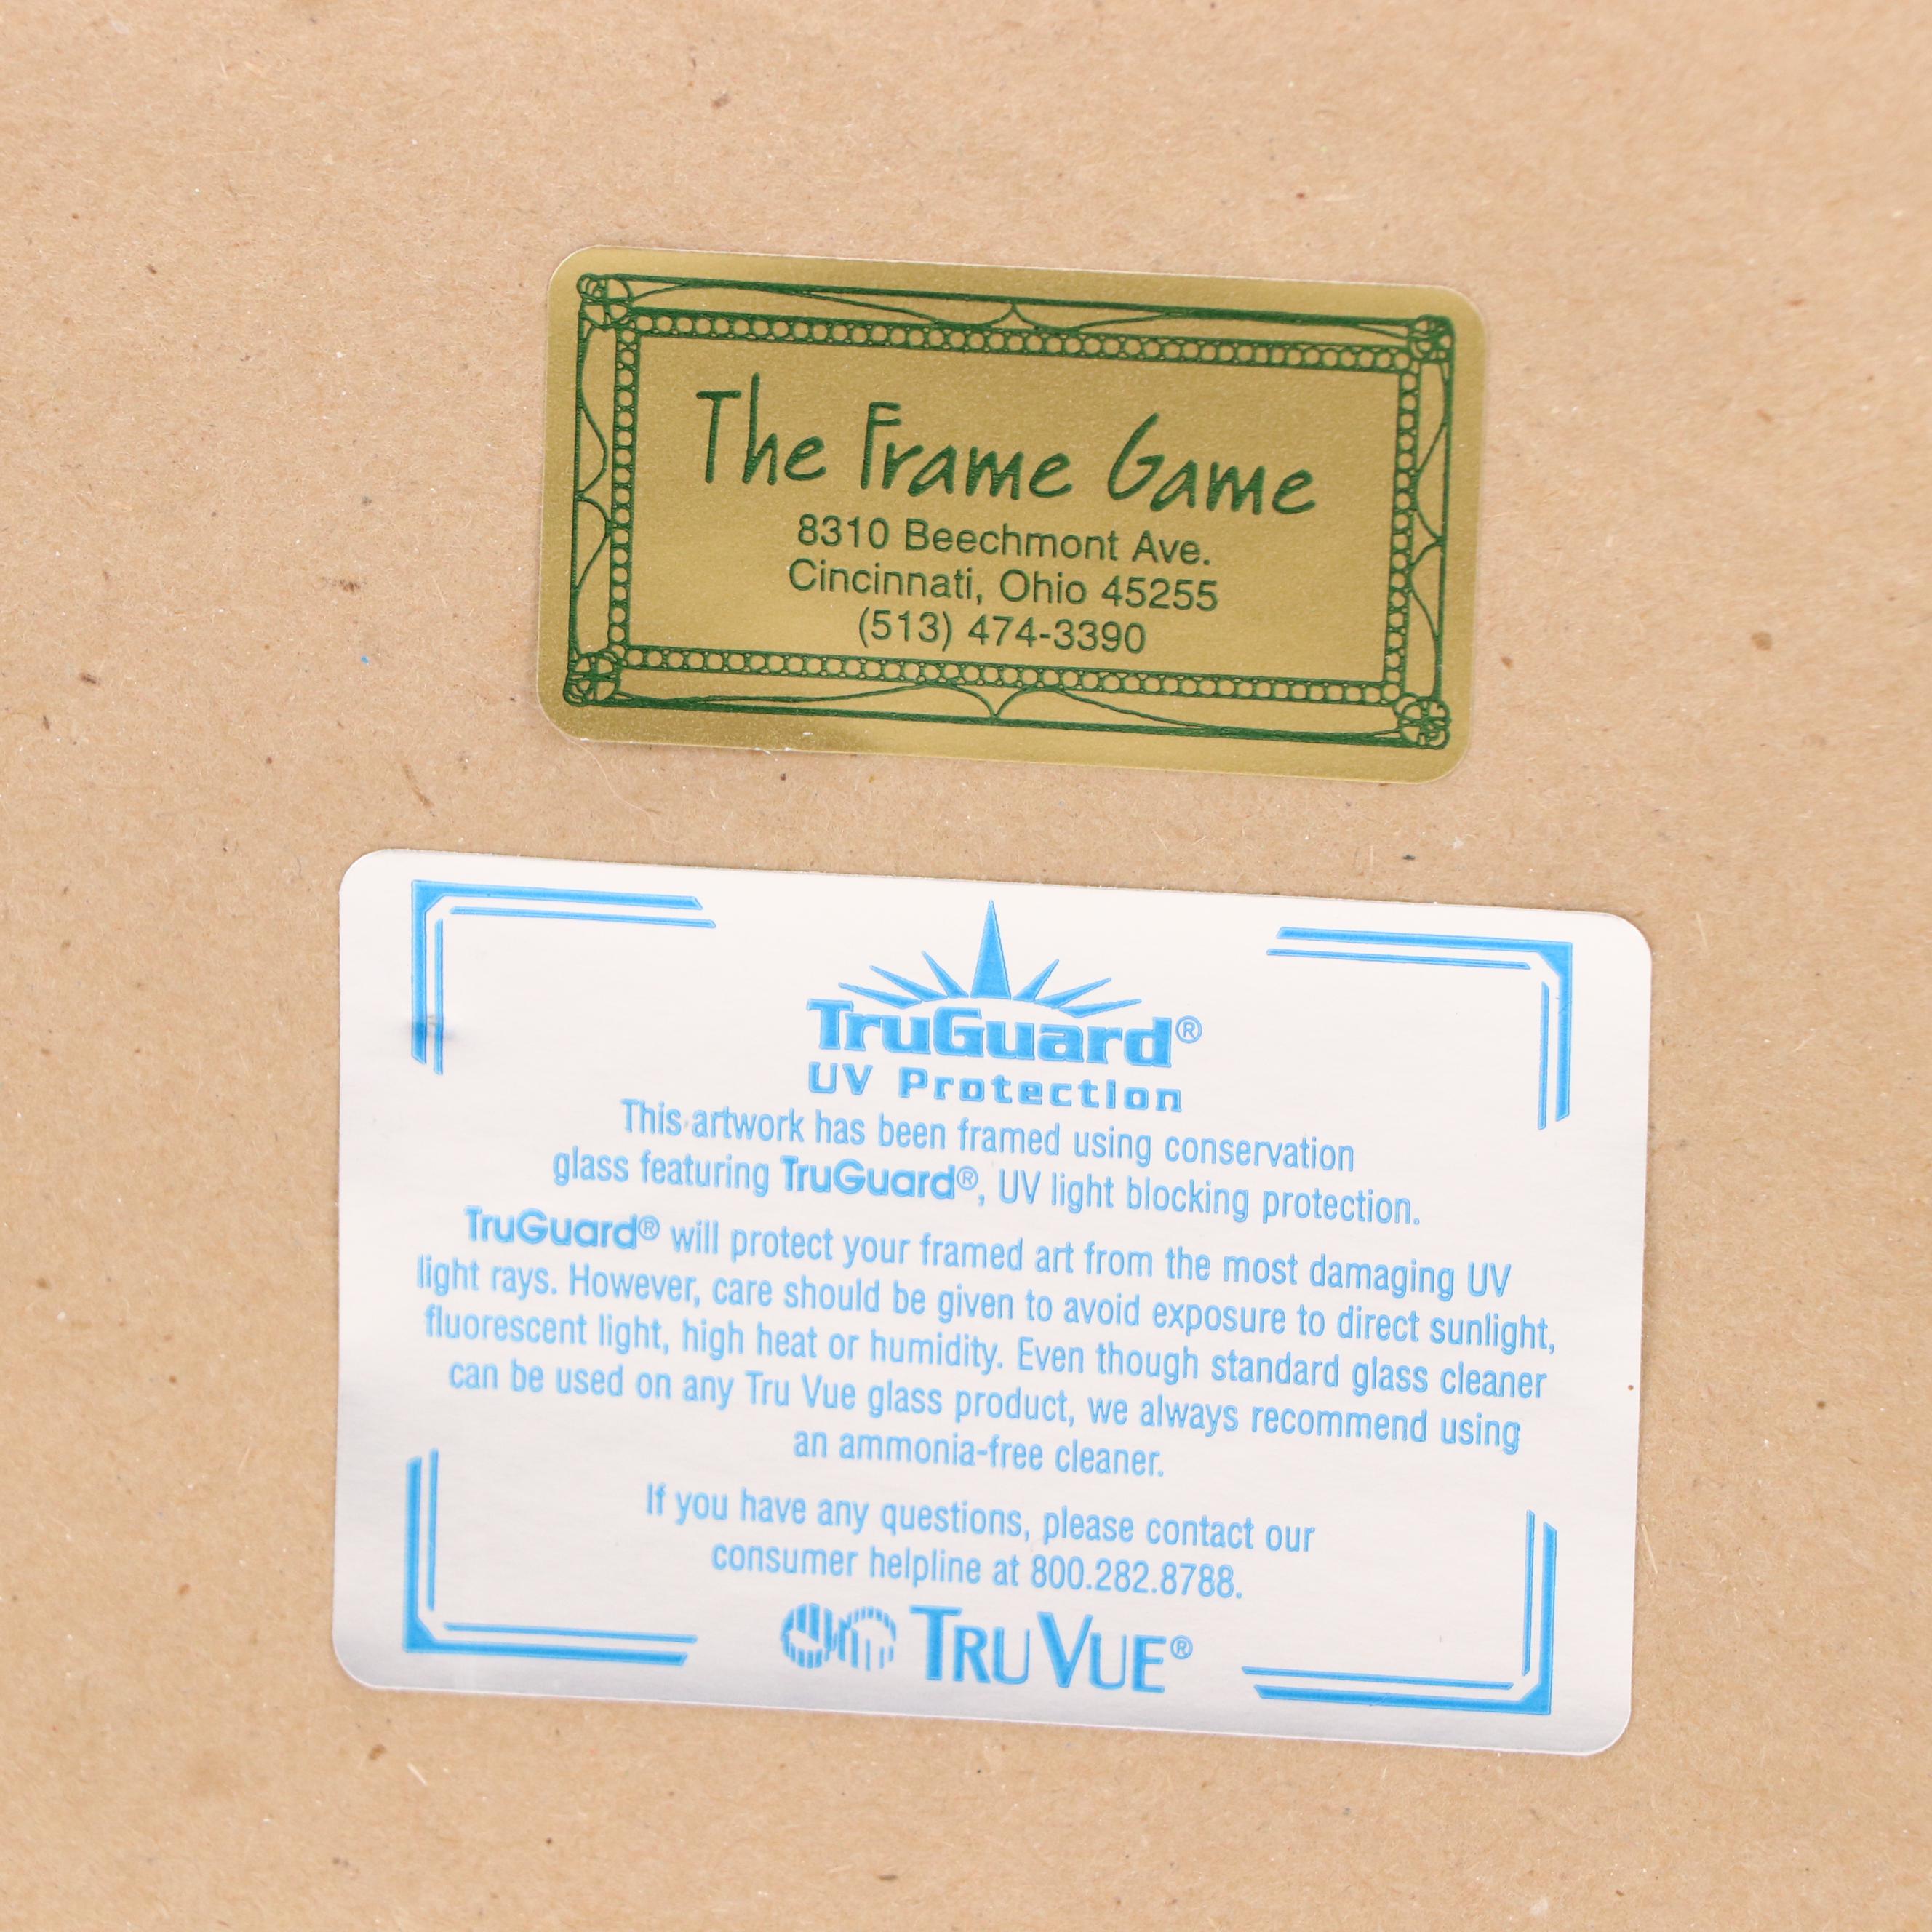 The Frame Game
8310 Beechmont Ave.
Cincinnati, Ohio 45255
(513) 474-3390
TruGuard®
UV Protection
This artwork has been framed using conservation
glass featuring TruGuard®, UV light blocking protection.
TruGuard® will protect your framed art from the most damaging UV
light rays. However, care should be given to avoid exposure to direct sunlight,
fluorescent light, high heat or humidity. Even though standard glass cleaner
can be used on any Tru Vue glass product, we always recommend using
an ammonia-free cleaner.
If you have any questions, please contact our
consumer helpline at 800.282.8788.
TRU VUE®